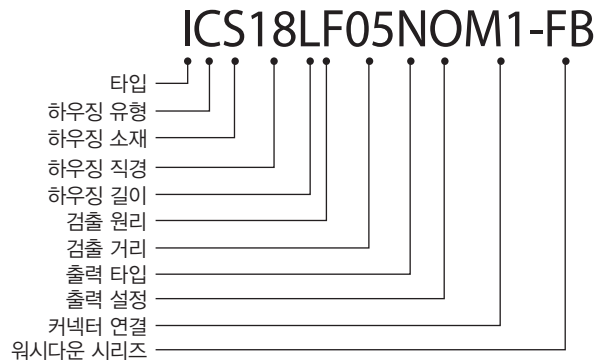 ICS18LF05NOM1-FB
타입
하우징 유형
하우징 소재
하우징 직경
하우징 길이
검출 원리
검출 거리
출력 타입
출력 설정
커넥터 연결
워시다운 시리즈